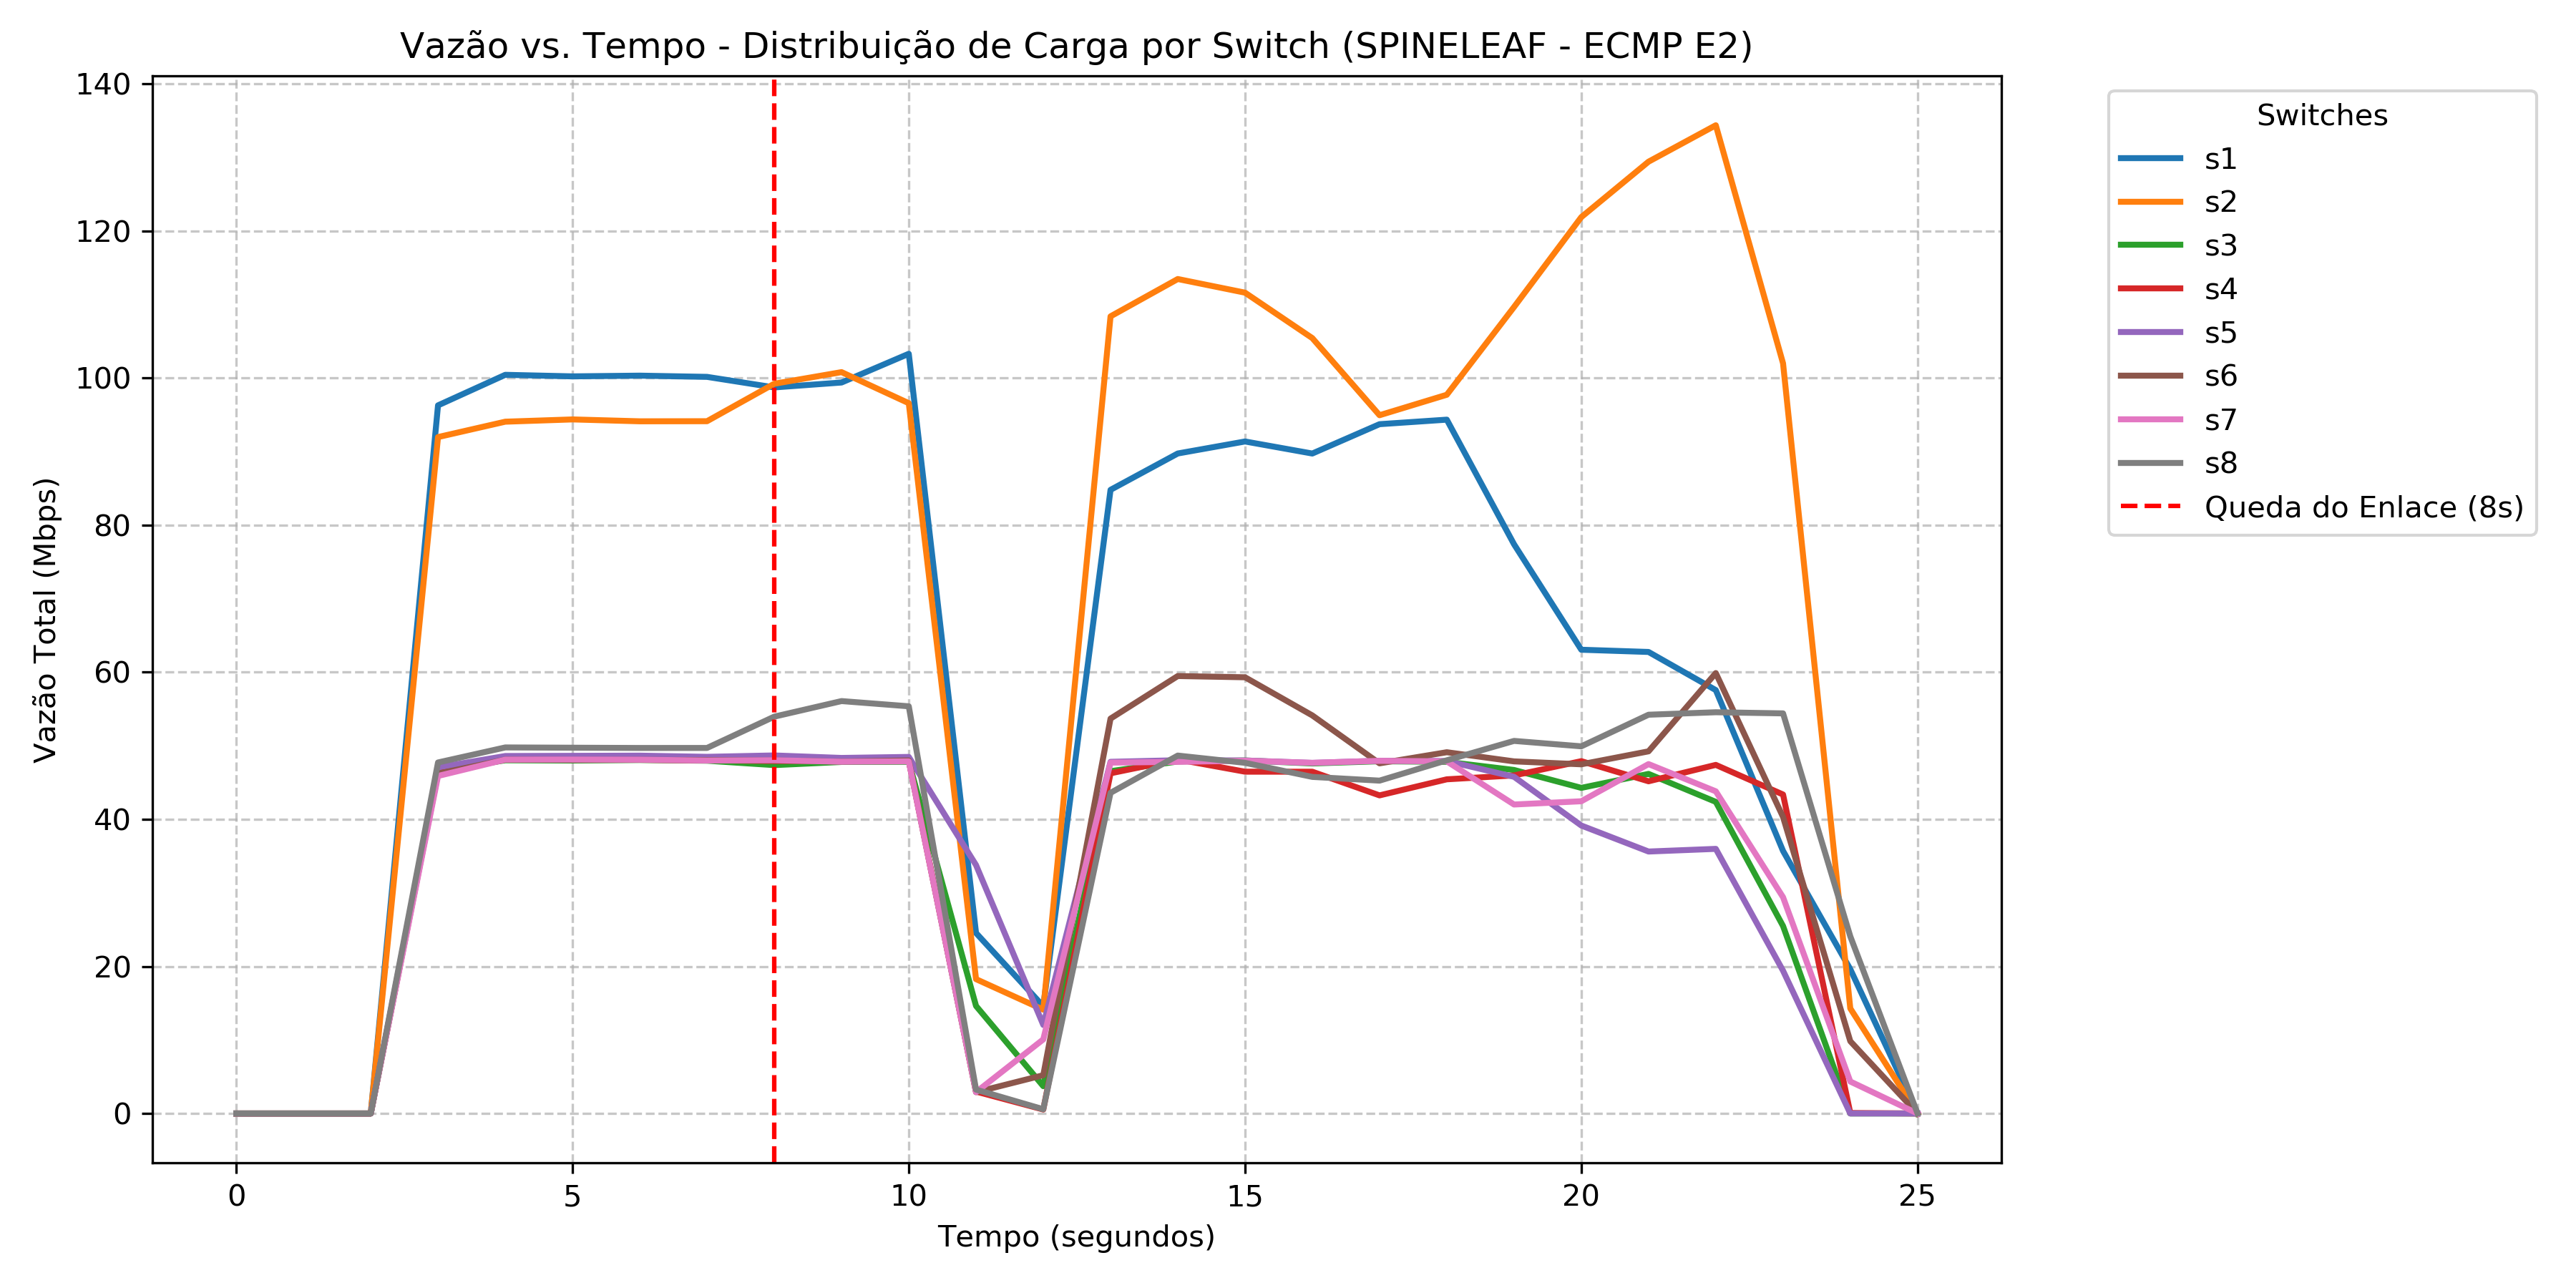 Vazão vs. Tempo - Distribuição de Carga por Switch (SPINELEAF - ECMP E2)
Vazão Total (Mbps)
140
120
100
80
60
40
20
0
0 5 10 15 20 25
Tempo (segundos)
Switches
s1
s2
s3
s4
s5
s6
s7
s8
Queda do Enlace (8s)